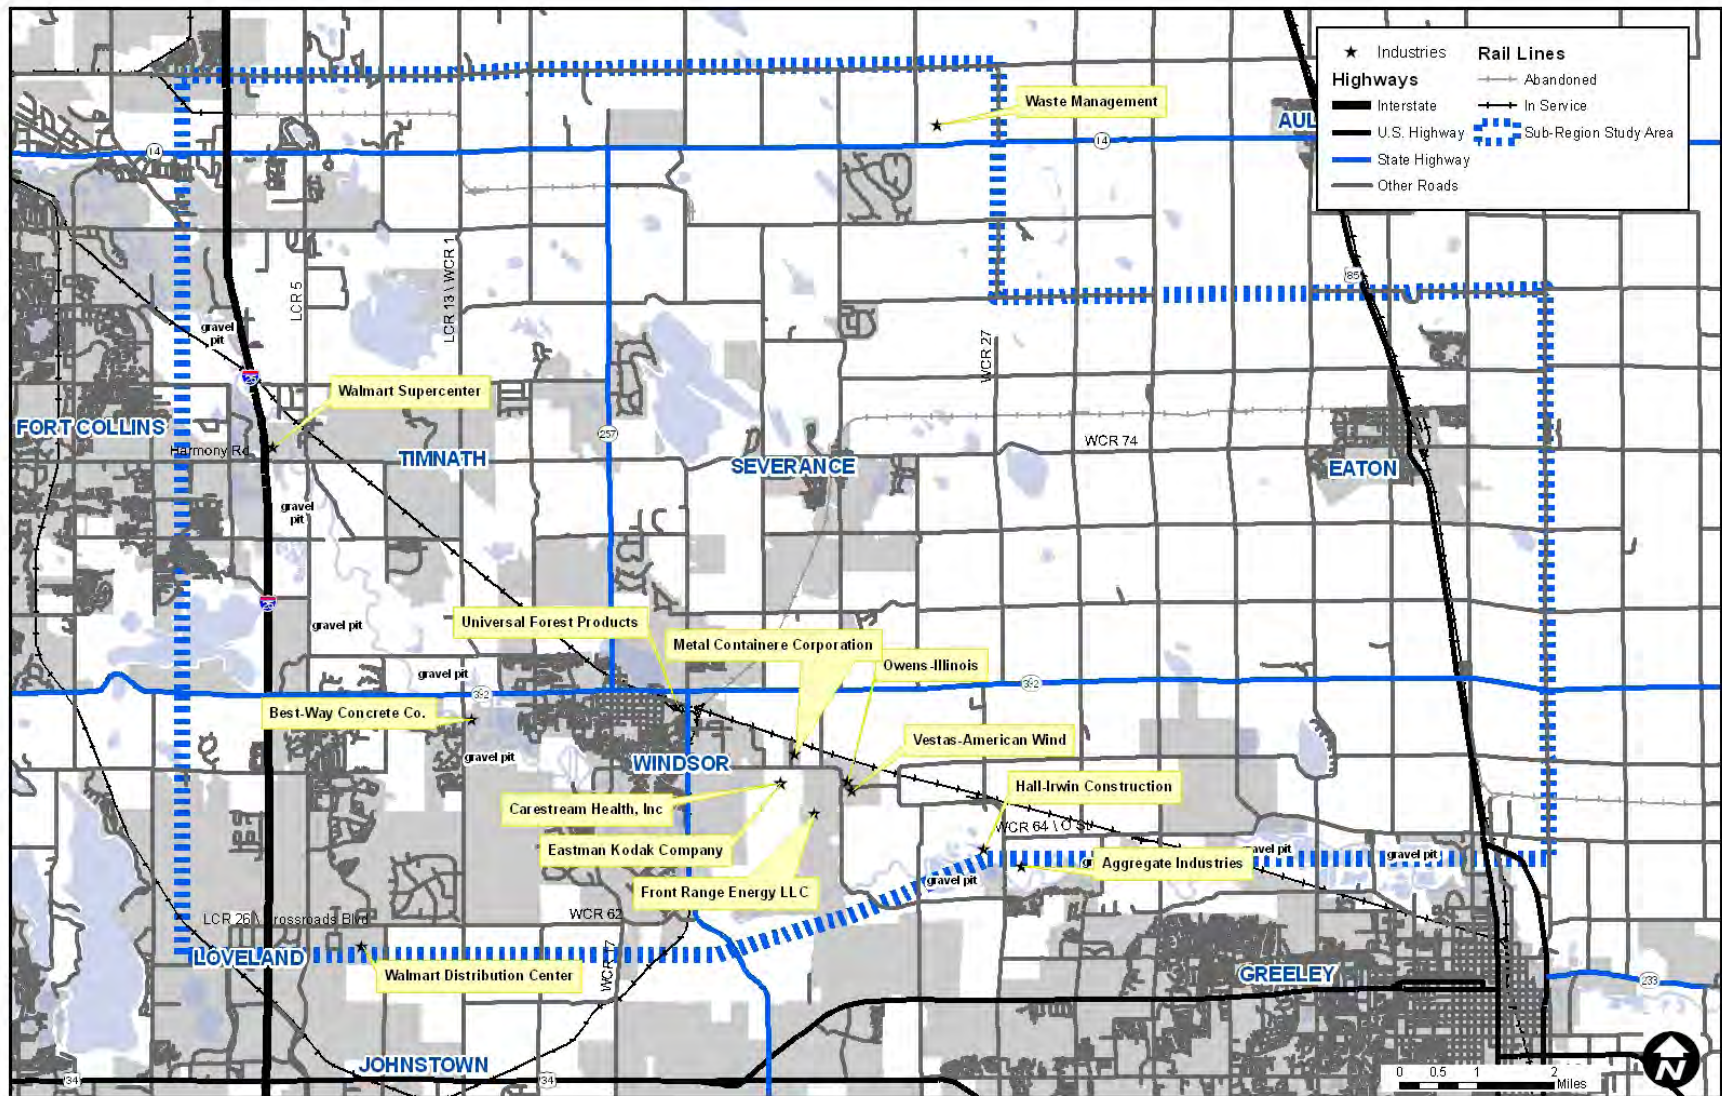 Industries
Rail Lines
Highways
Abandoned
Interstate
In Service
U.S. Highway
Sub-Region Study Area
State Highway
Other Roads
Waste Management
AUL
14
14
LCR 5
LCR 13 \ WCR 1
85
gravel
pit
WCR 27
25
Walmart Supercenter
FORT COLLINS
Harmony Rd
TIMNATH
257
WCR 74
SEVERANCE
EATON
gravel
pit
25
gravel pit
Universal Forest Products
Metal Containere Corporation
Owens-Illinois
gravel pit
392
392
Best-Way Concrete Co.
Vestas-American Wind
gravel pit
WINDSOR
Hall-Irwin Construction
Carestream Health, Inc
WCR 64 \ O St
Eastman Kodak Company
Aggregate Industries
gravel pit
gravel pit
gravel pit
Front Range Energy LLC
LCR 26 \ Crossroads Blvd
WCR 62
LOVELAND
Walmart Distribution Center
WCR 17
GREELEY
233
JOHNSTOWN
34
34
0 0.5 1 2
Miles
N